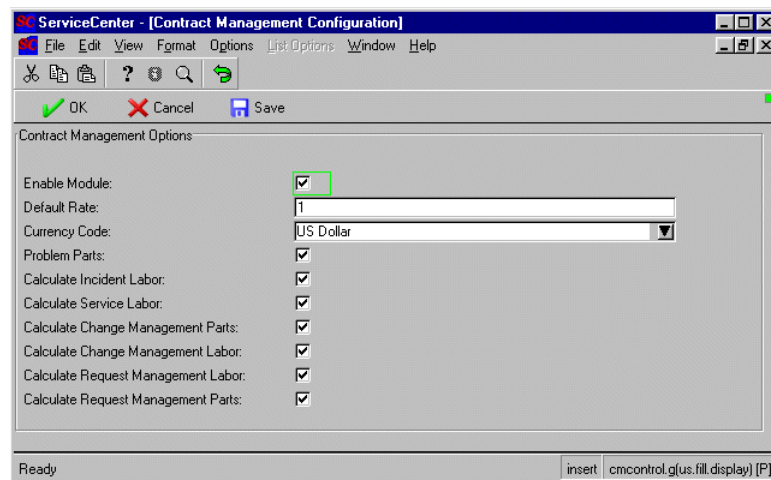 SC ServiceCenter - [Contract Management Configuration]
SC File Edit View Format Options List Options Window Help
OK Cancel Save
Contract Management Options
Enable Module:
Default Rate: 1
Currency Code: US Dollar
Problem Parts:
Calculate Incident Labor:
Calculate Service Labor:
Calculate Change Management Parts:
Calculate Change Management Labor:
Calculate Request Management Labor:
Calculate Request Management Parts:
Ready insert cmcontrol.g(us.fill.display) [P]